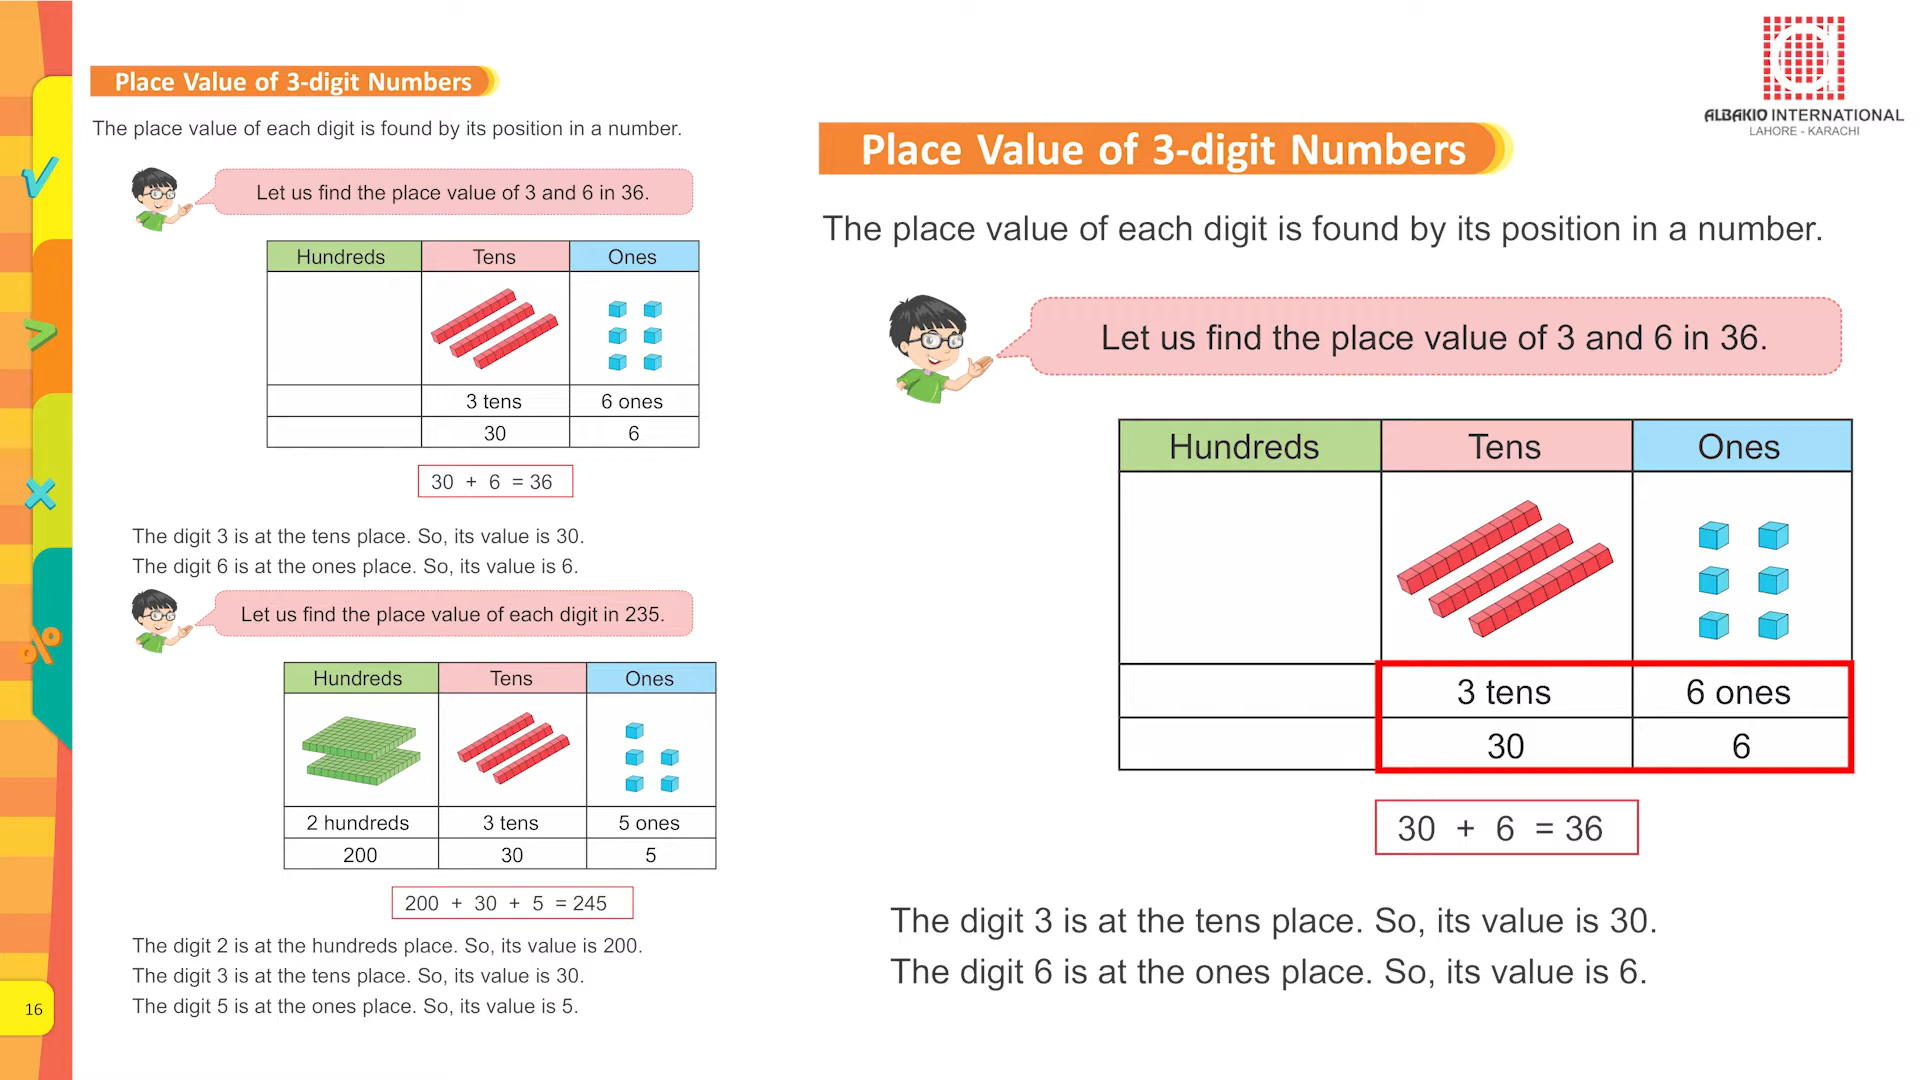 Place Value of 3-digit Numbers
The place value of each digit is found by its position in a number.
Let us find the place value of 3 and 6 in 36.
Hundreds Tens Ones
3 tens 6 ones
30 6
30 + 6 = 36
The digit 3 is at the tens place. So, its value is 30.
The digit 6 is at the ones place. So, its value is 6.
Let us find the place value of each digit in 235.
Hundreds Tens Ones
2 hundreds 3 tens 5 ones
200 30 5
200 + 30 + 5 = 245
The digit 2 is at the hundreds place. So, its value is 200.
The digit 3 is at the tens place. So, its value is 30.
The digit 5 is at the ones place. So, its value is 5.
16
ALBAKIO INTERNATIONAL
LAHORE - KARACHI
Place Value of 3-digit Numbers
The place value of each digit is found by its position in a number.
Let us find the place value of 3 and 6 in 36.
Hundreds Tens Ones
3 tens 6 ones
30 6
30 + 6 = 36
The digit 3 is at the tens place. So, its value is 30.
The digit 6 is at the ones place. So, its value is 6.